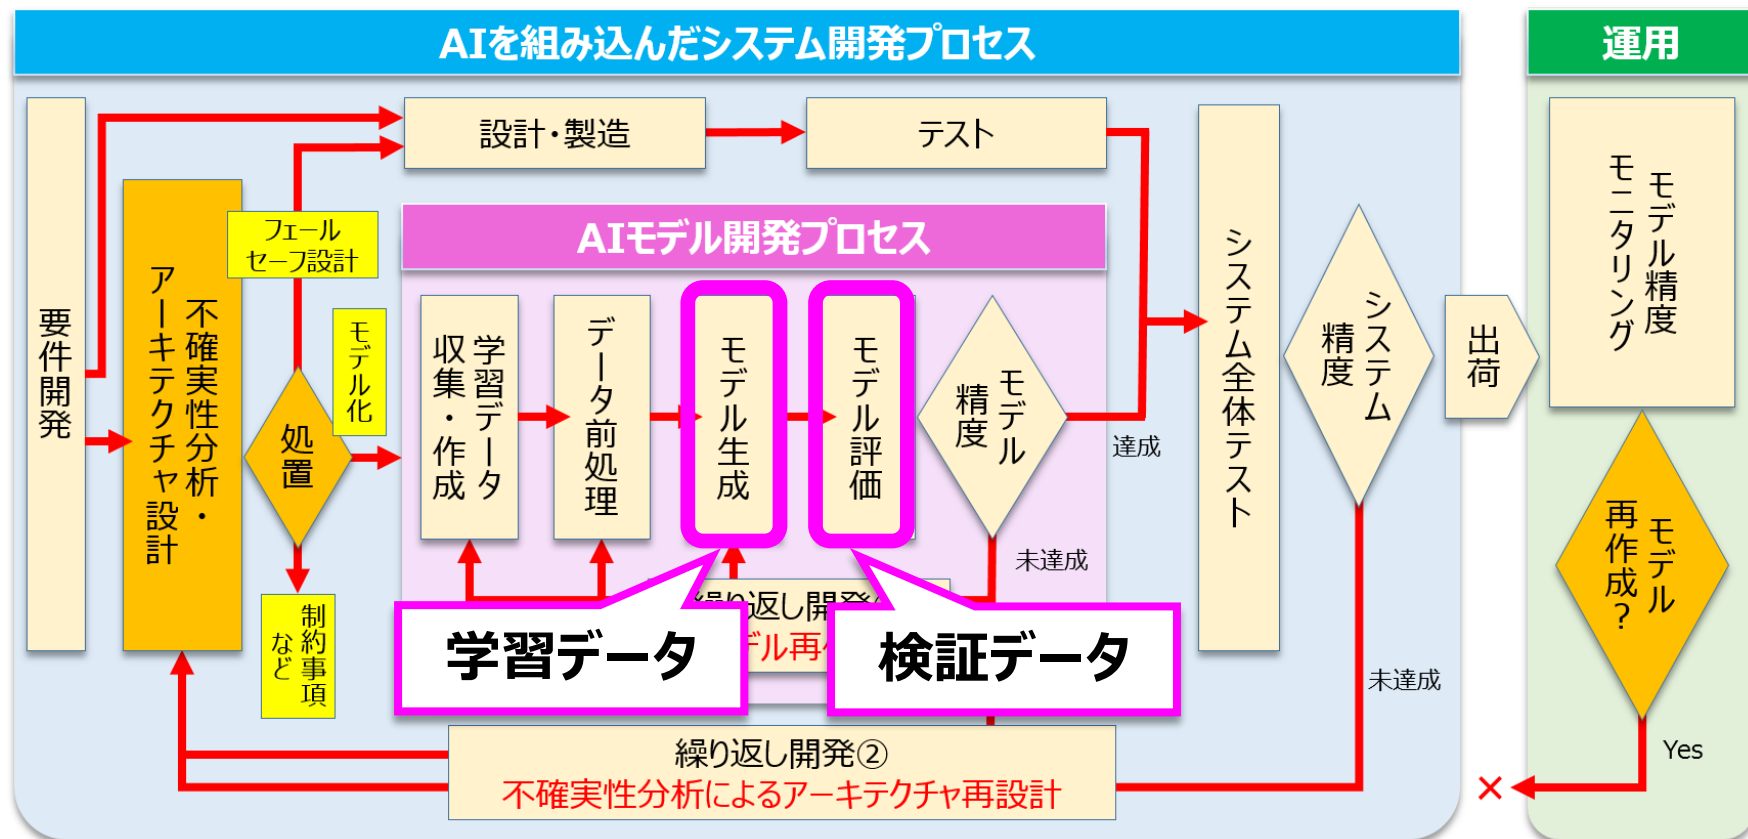 AIを組み込んだシステム開発プロセス
運用
要件開発
不確実性分析・
アーキテクチャ設計
フェール
セーフ設計
処置
モデル化
制約事項
など
設計・製造
テスト
AIモデル開発プロセス
学習データ
収集・作成
データ前処理
モデル生成
モデル評価
モデル
精度
達成
未達成
繰り返し開発
デル再
学習データ
検証データ
繰り返し開発②
不確実性分析によるアーキテクチャ再設計
システム全体テスト
システム
精度
未達成
出荷
モデル精度
モニタリング
モデル
再作成?
Yes
×